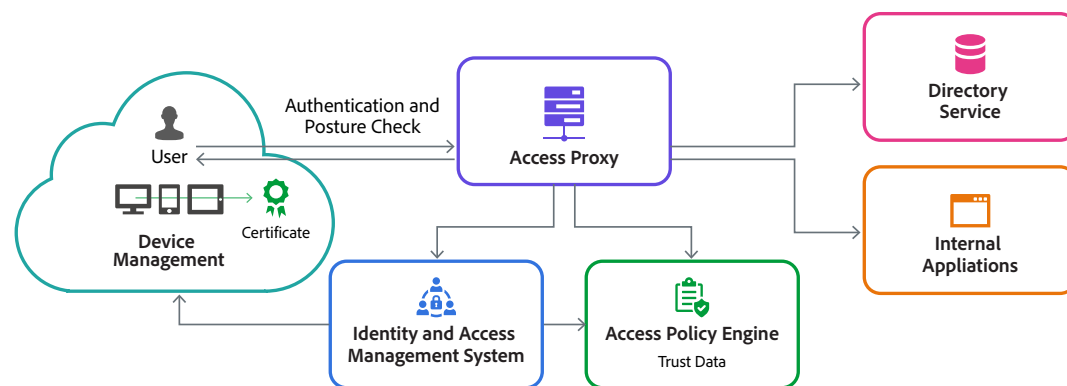 Authentication and
Posture Check
User
Device
Management
Certificate
Access Proxy
Directory
Service
Internal
Appliations
Identity and Access
Management System
Access Policy Engine
Trust Data